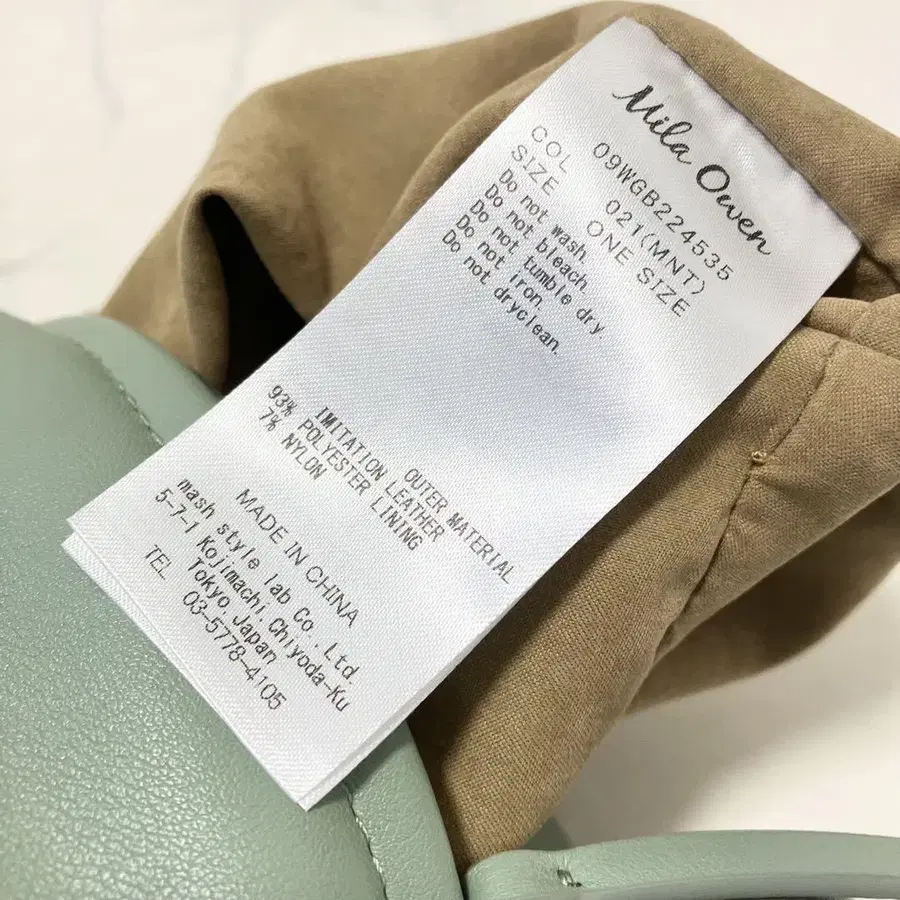 Mila Owen
09WGB224535
COL 021(MNT)
SIZE ONE SIZE
Do not wash.
Do not bleach.
Do not tumble dry.
Do not iron.
Do not dryclean.
OUTER MATERIAL
IMITATION LEATHER
LINING
93% POLYESTER
7% NYLON
MADE IN CHINA
mash style lab Co., Ltd.
5-7-1 Kojimachi, Chiyoda-Ku
Tokyo, Japan
TEL 03-5778-4105